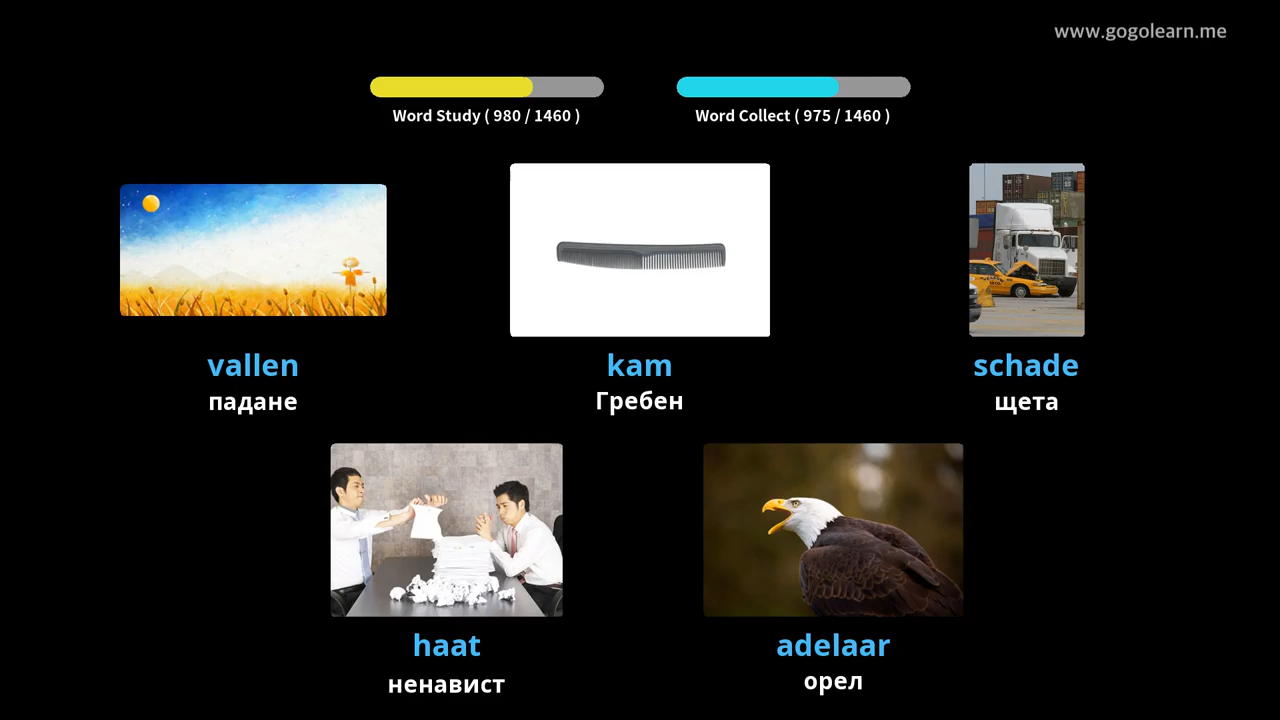 www.gogolearn.me
Word Study ( 980 / 1460 )
Word Collect ( 975 / 1460 )
vallen
падане
kam
Гребен
schade
щета
haat
ненавист
adelaar
орел